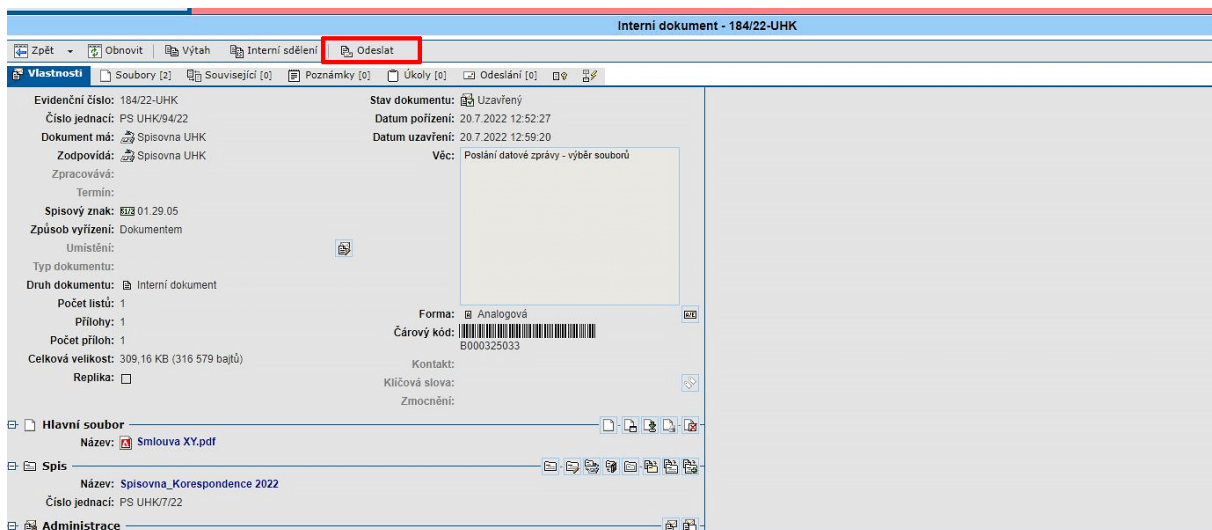 Interní dokument - 184/22-UHK
Zpět Obnovit Výtah Interní sdělení Odeslat
Vlastnosti Soubory [2] Související [0] Poznámky [0] Úkoly [0] Odeslání [0]
Evidenční číslo: 184/22-UHK Stav dokumentu: Uzavřený
Číslo jednací: PS UHK/94/22 Datum pořízení: 20.7.2022 12:52:27
Dokument má: Spisovna UHK Datum uzavření: 20.7.2022 12:59:20
Zodpovídá: Spisovna UHK Věc: Poslání datové zprávy - výběr souborů
Zpracovává:
Termín:
Spisový znak: 01.29.05
Způsob vyřízení: Dokumentem
Umístění:
Typ dokumentu:
Druh dokumentu: Interní dokument
Počet listů: 1
Forma: Analogová
Přílohy: 1
Čárový kód:
Počet příloh: 1
B000325033
Celková velikost: 309,16 KB (316 579 bajtů)
Kontakt:
Replika:
Klíčová slova:
Zmocnění:
Hlavní soubor
Název: Smlouva XY.pdf
Spis
Název: Spisovna_Korespondence 2022
Číslo jednací: PS UHK/7/22
Administrace